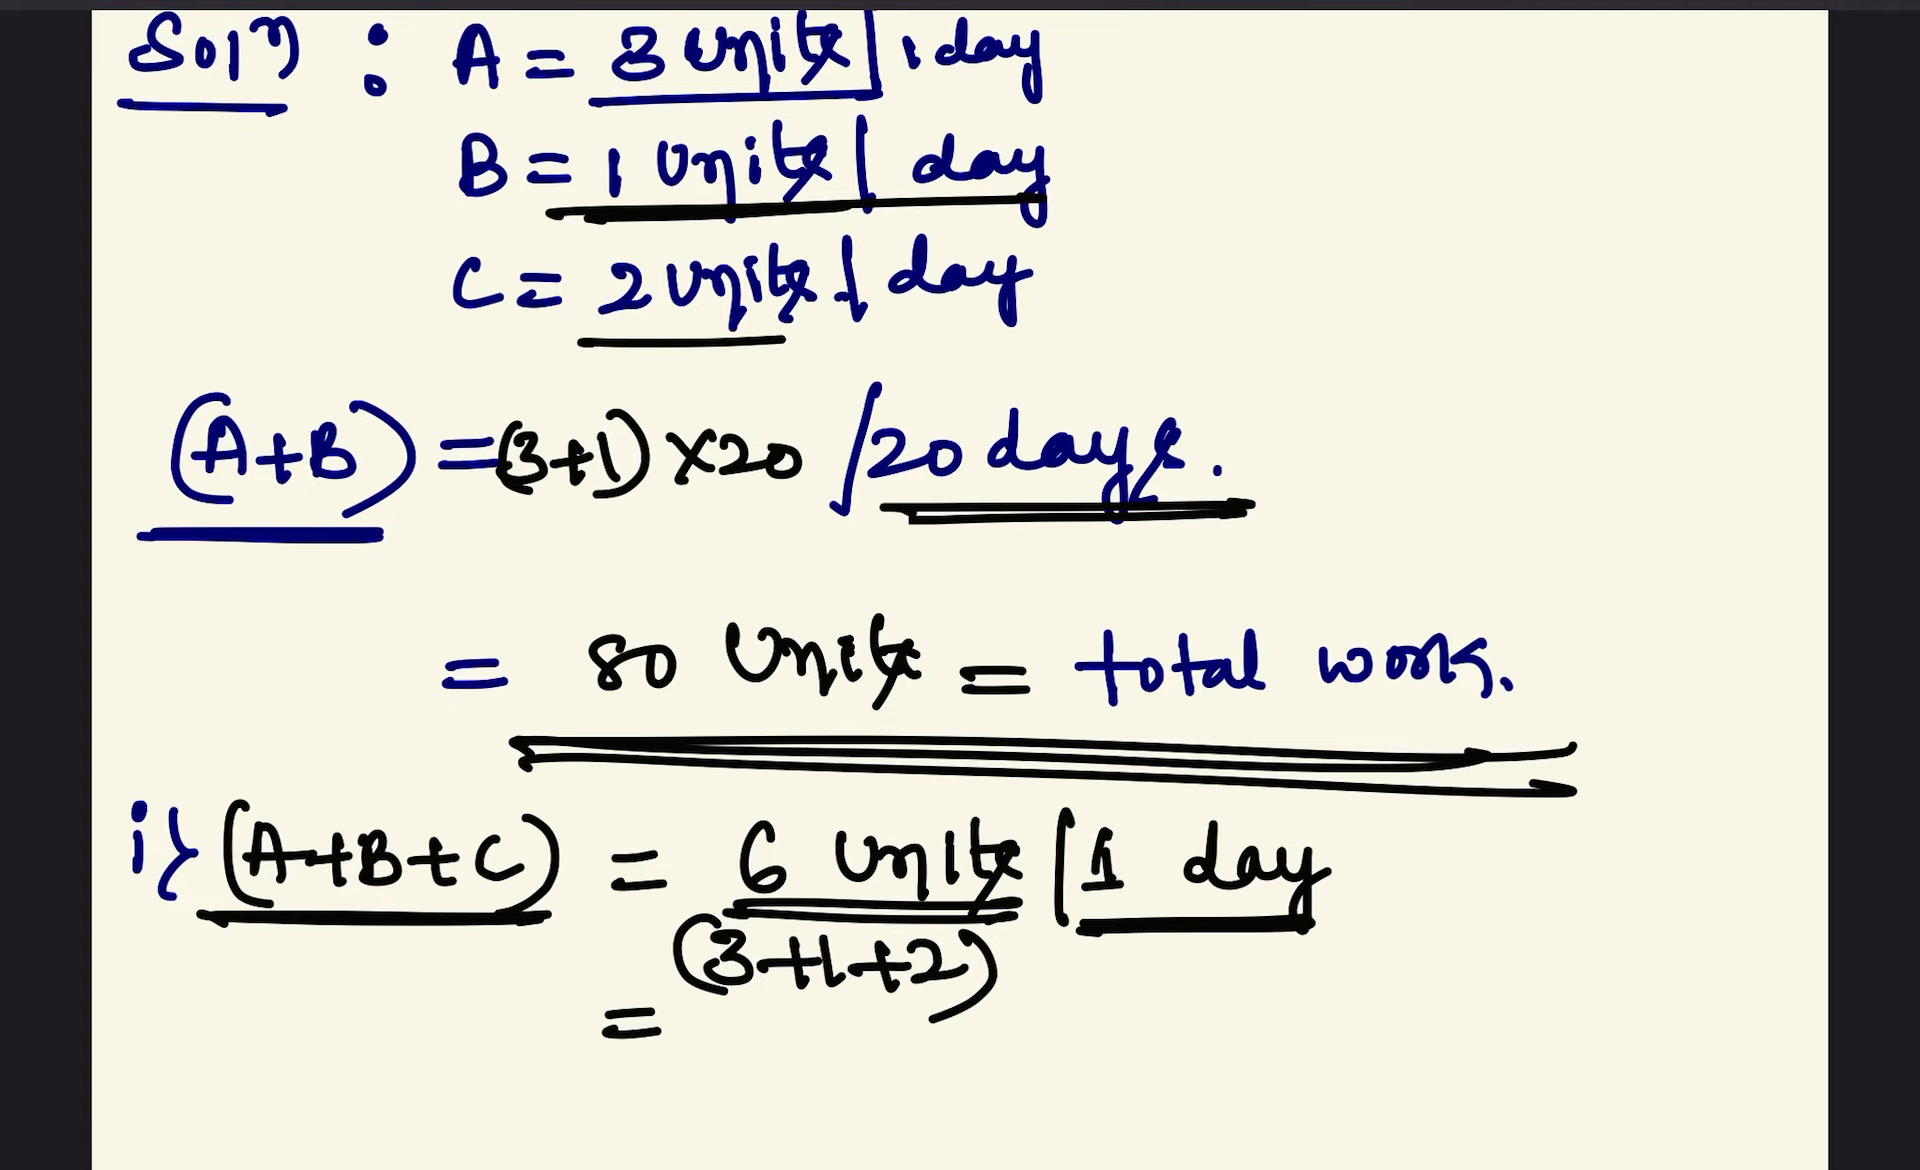 Soln : A = 3 units | 1 day
B = 1 units | day
C = 2 units | day
(A+B) = (3+1) × 20 / 20 days.
= 80 units = total work.
i} (A+B+C) = 6 units | 1 day
(3+1+2)
=